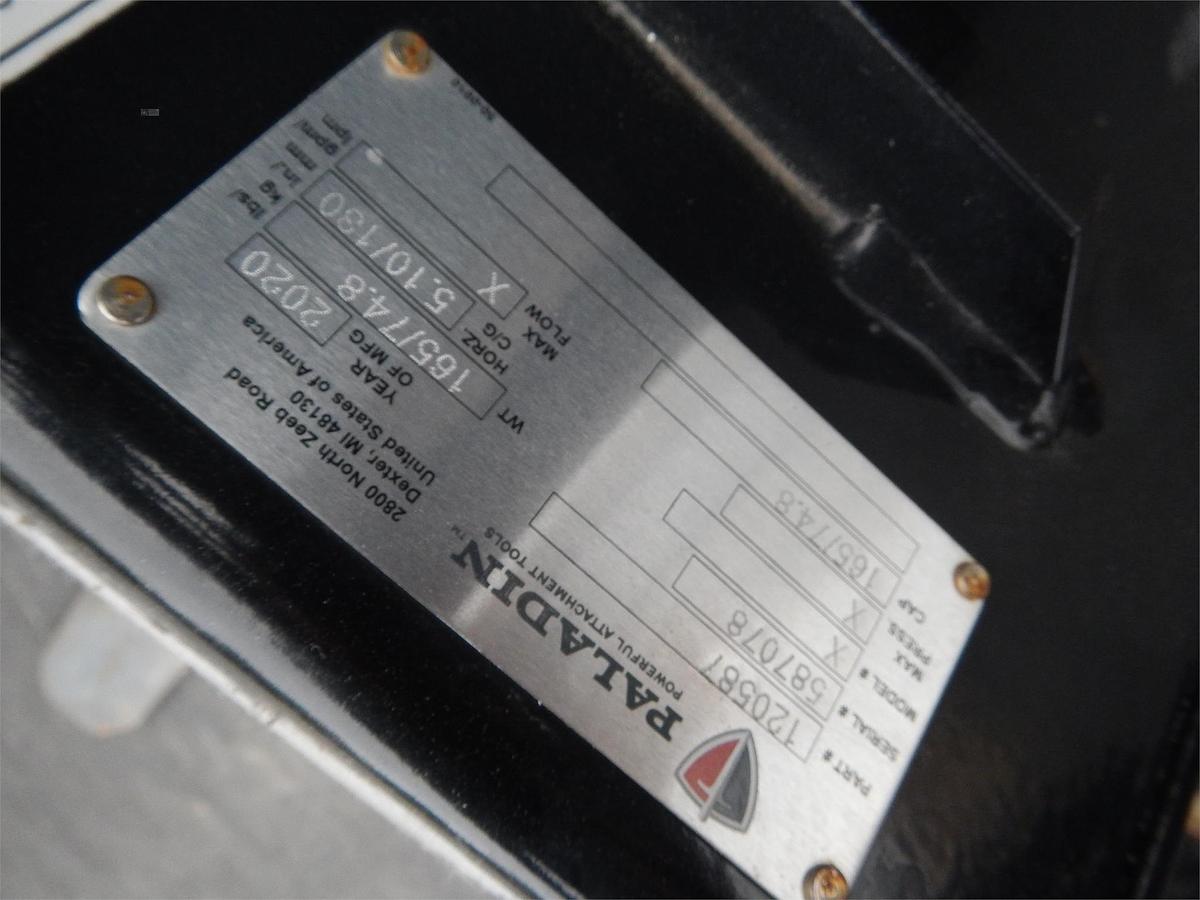 PALADIN™
POWERFUL ATTACHMENT TOOLS
2800 North Zeeb Road
Dexter, MI 48130
United States of America
PART # 1205877
SERIAL # 587078
MODEL # X
MAX PRESS X
CAP 165/74.8
YEAR OF MFG 2020
WT 165/74.8 lbs/ kg
HORZ. C/G 5.10/130 in./ mm
MAX FLOW X gpm/ lpm